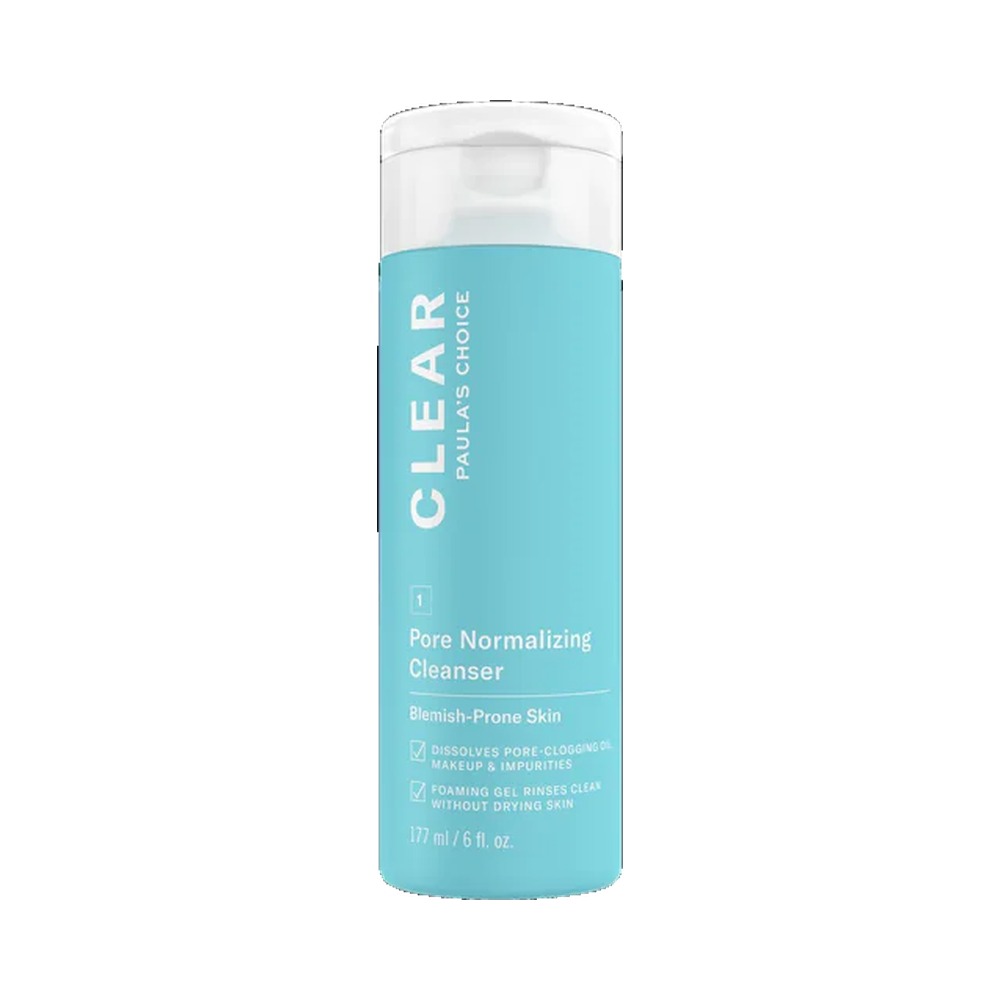 CLEAR
PAULA'S CHOICE
1
Pore Normalizing
Cleanser
Blemish-Prone Skin
DISSOLVES PORE-CLOGGING OIL,
MAKEUP & IMPURITIES
FOAMING GEL RINSES CLEAN
WITHOUT DRYING SKIN
177 ml / 6 fl. oz.